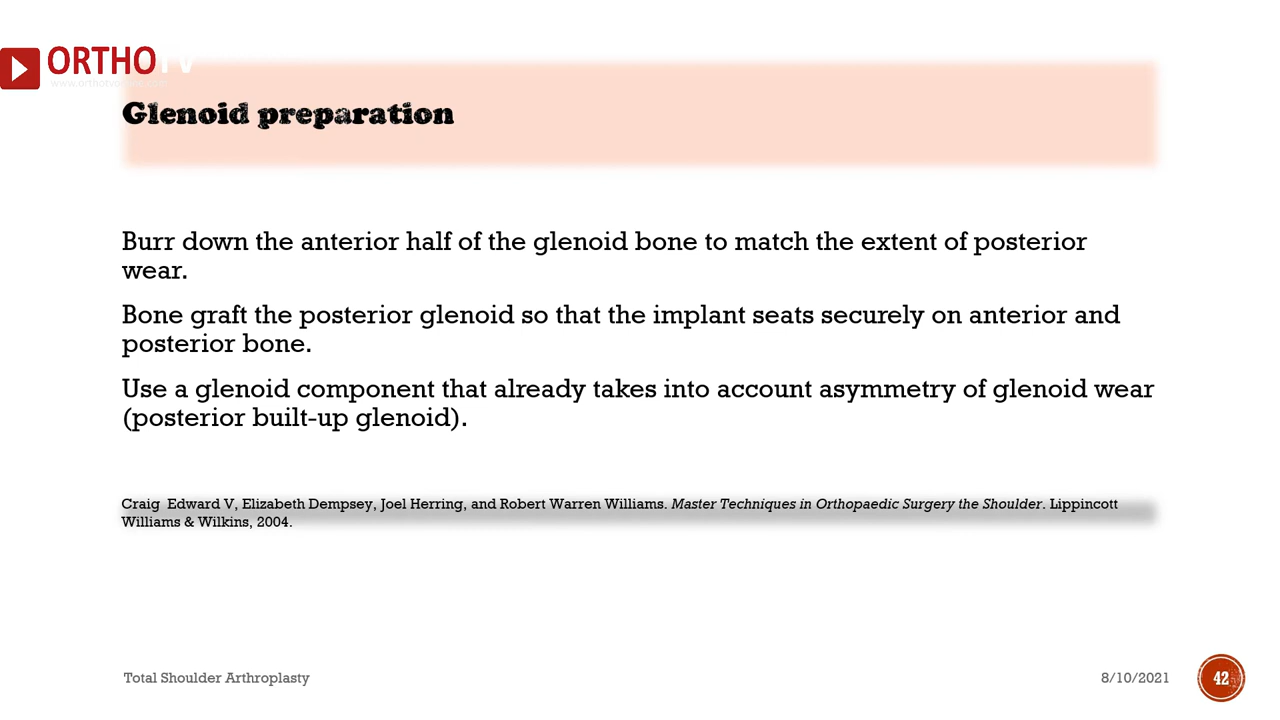 ORTHOTV
Glenoid preparation
Burr down the anterior half of the glenoid bone to match the extent of posterior
wear.
Bone graft the posterior glenoid so that the implant seats securely on anterior and
posterior bone.
Use a glenoid component that already takes into account asymmetry of glenoid wear
(posterior built-up glenoid).
Craig Edward V, Elizabeth Dempsey, Joel Herring, and Robert Warren Williams. Master Techniques in Orthopaedic Surgery the Shoulder. Lippincott
Williams & Wilkins, 2004.
Total Shoulder Arthroplasty
8/10/2021
42